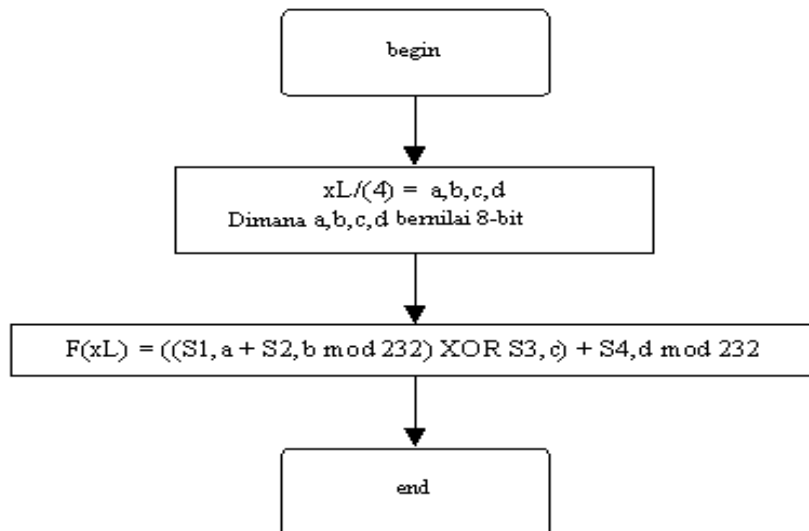 begin
xL/(4) = a,b,c,d
Dimana a,b,c,d bernilai 8-bit
F(xL) = ((S1,a + S2,b mod 232) XOR S3,c) + S4,d mod 232
end